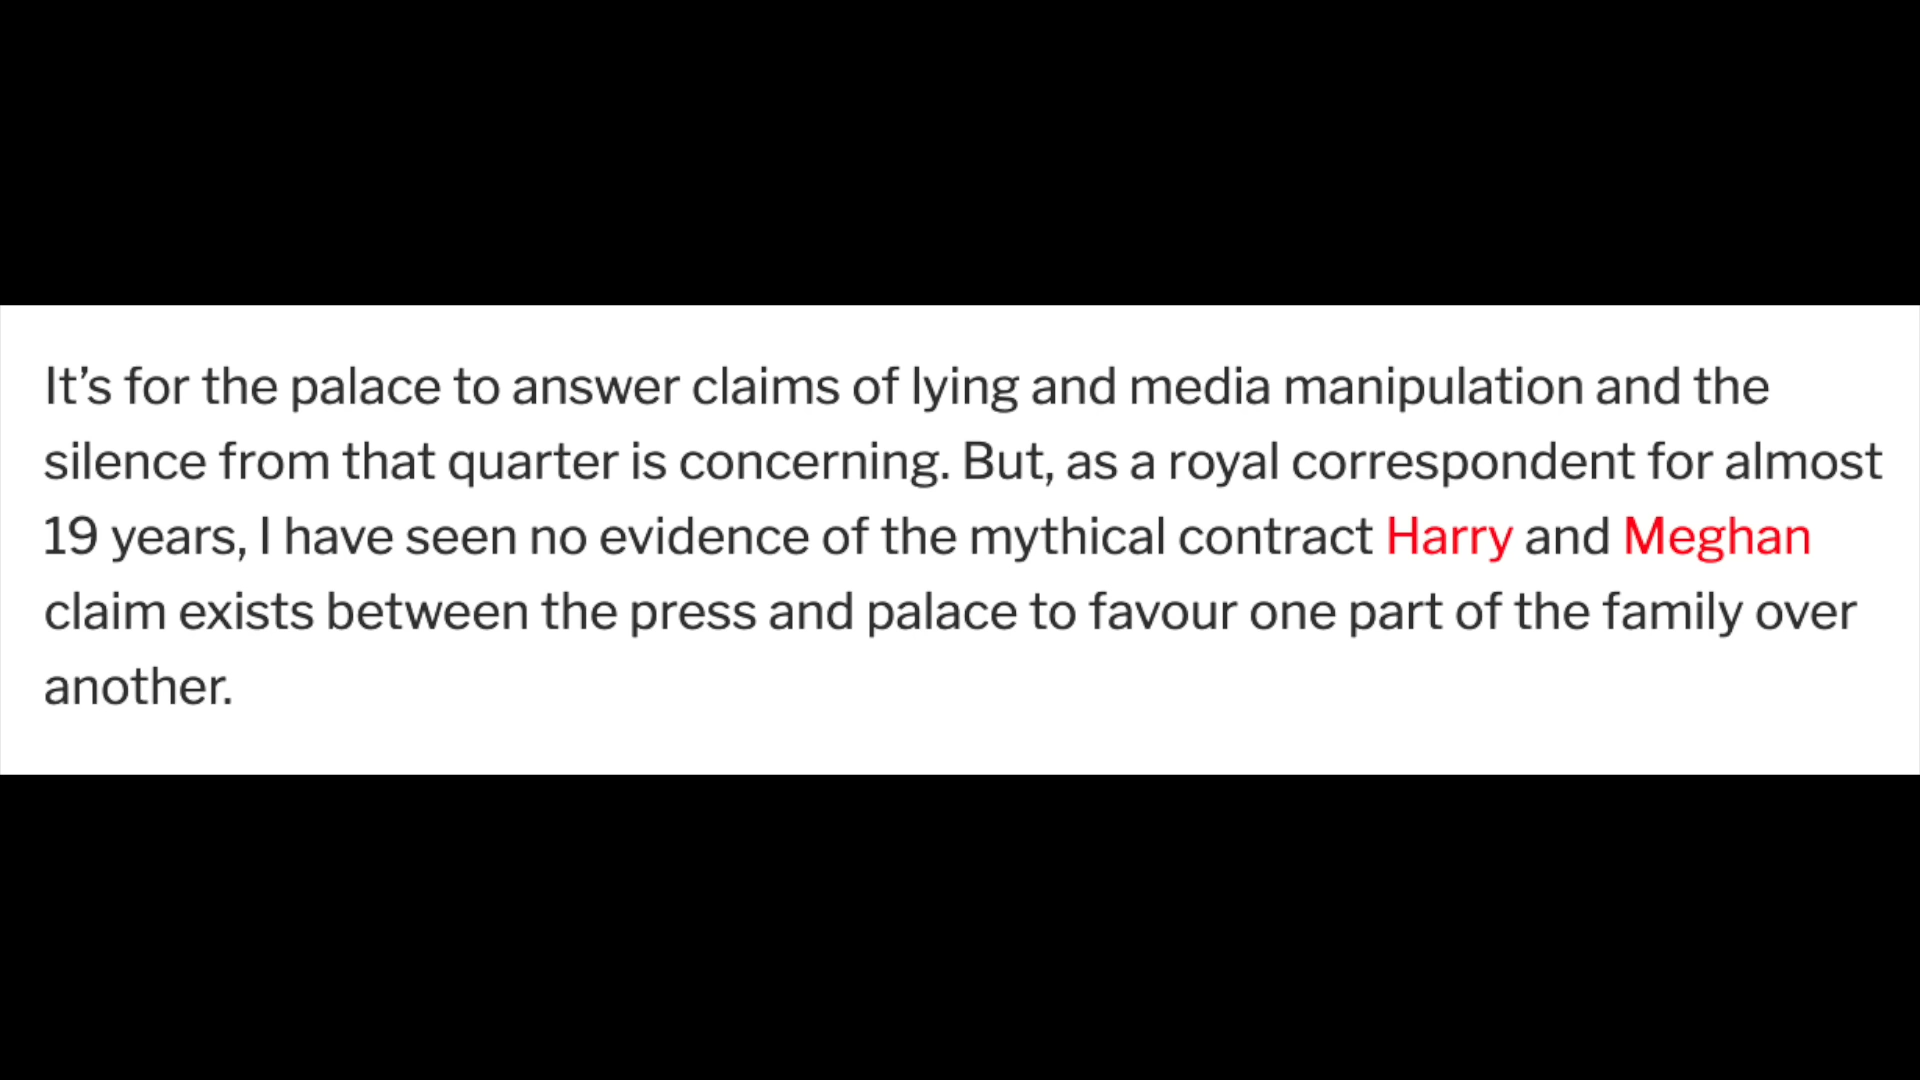 It’s for the palace to answer claims of lying and media manipulation and the
silence from that quarter is concerning. But, as a royal correspondent for almost
19 years, I have seen no evidence of the mythical contract Harry and Meghan
claim exists between the press and palace to favour one part of the family over
another.